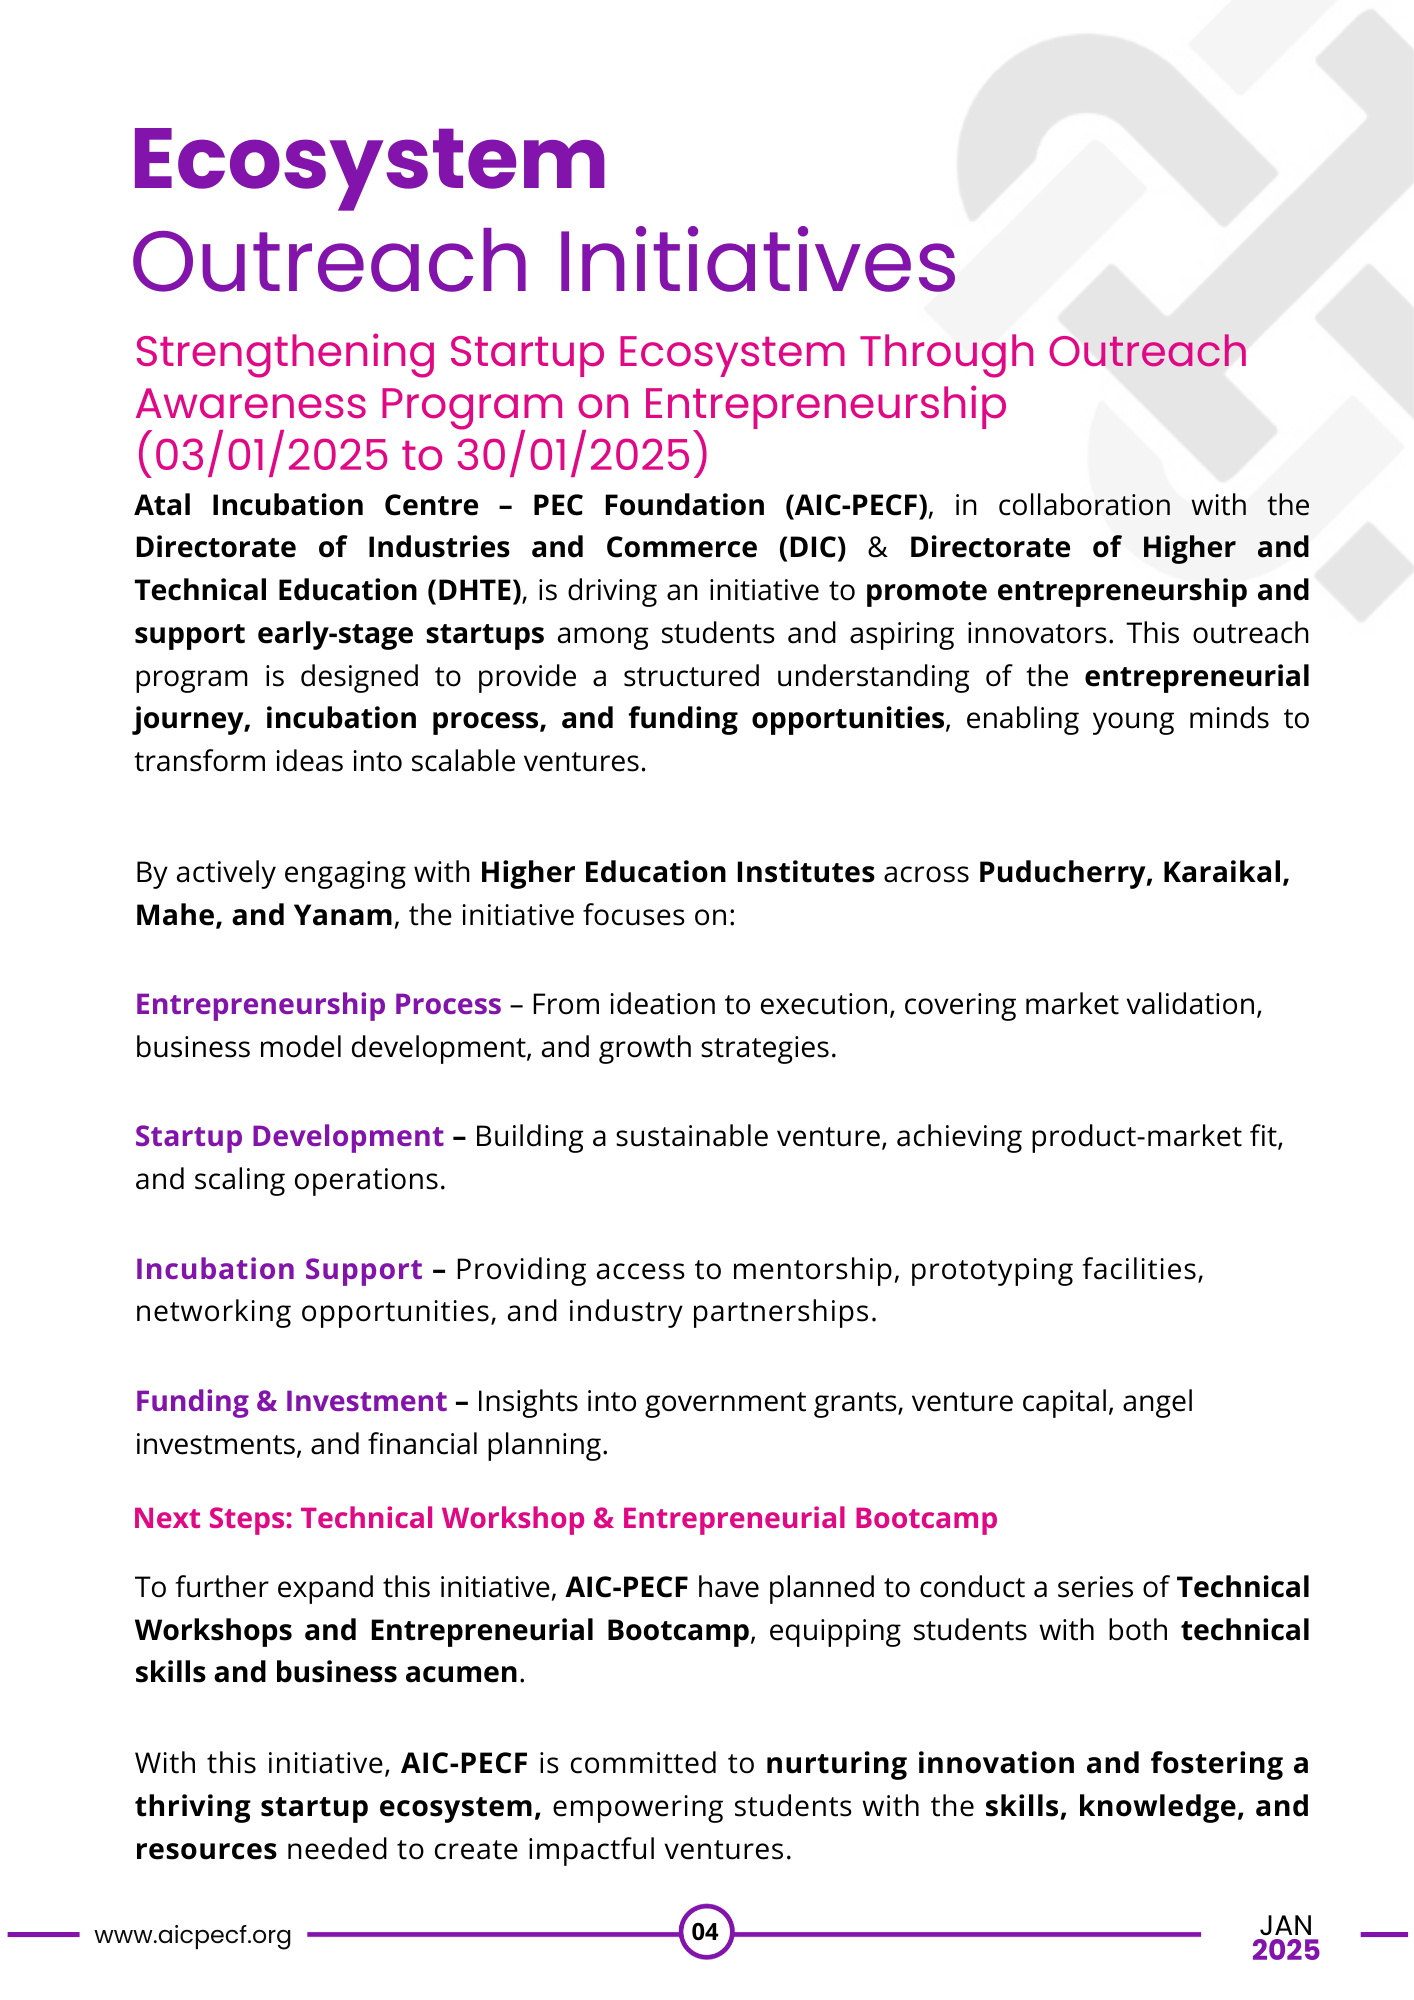 Ecosystem
Outreach Initiatives
Strengthening Startup Ecosystem Through Outreach
Awareness Program on Entrepreneurship
(03/01/2025 to 30/01/2025)
Atal Incubation Centre – PEC Foundation (AIC-PECF), in collaboration with the
Directorate of Industries and Commerce (DIC) & Directorate of Higher and
Technical Education (DHTE), is driving an initiative to promote entrepreneurship and
support early-stage startups among students and aspiring innovators. This outreach
program is designed to provide a structured understanding of the entrepreneurial
journey, incubation process, and funding opportunities, enabling young minds to
transform ideas into scalable ventures.
By actively engaging with Higher Education Institutes across Puducherry, Karaikal,
Mahe, and Yanam, the initiative focuses on:
Entrepreneurship Process – From ideation to execution, covering market validation,
business model development, and growth strategies.
Startup Development – Building a sustainable venture, achieving product-market fit,
and scaling operations.
Incubation Support – Providing access to mentorship, prototyping facilities,
networking opportunities, and industry partnerships.
Funding & Investment – Insights into government grants, venture capital, angel
investments, and financial planning.
Next Steps: Technical Workshop & Entrepreneurial Bootcamp
To further expand this initiative, AIC-PECF have planned to conduct a series of Technical
Workshops and Entrepreneurial Bootcamp, equipping students with both technical
skills and business acumen.
With this initiative, AIC-PECF is committed to nurturing innovation and fostering a
thriving startup ecosystem, empowering students with the skills, knowledge, and
resources needed to create impactful ventures.
www.aicpecf.org
04
JAN
2025